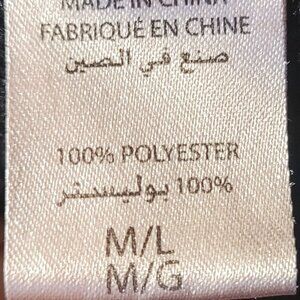 MADE IN CHINA
FABRIQUÉ EN CHINE
صنع في الصين
100% POLYESTER
100% بوليستر
M/L
M/G